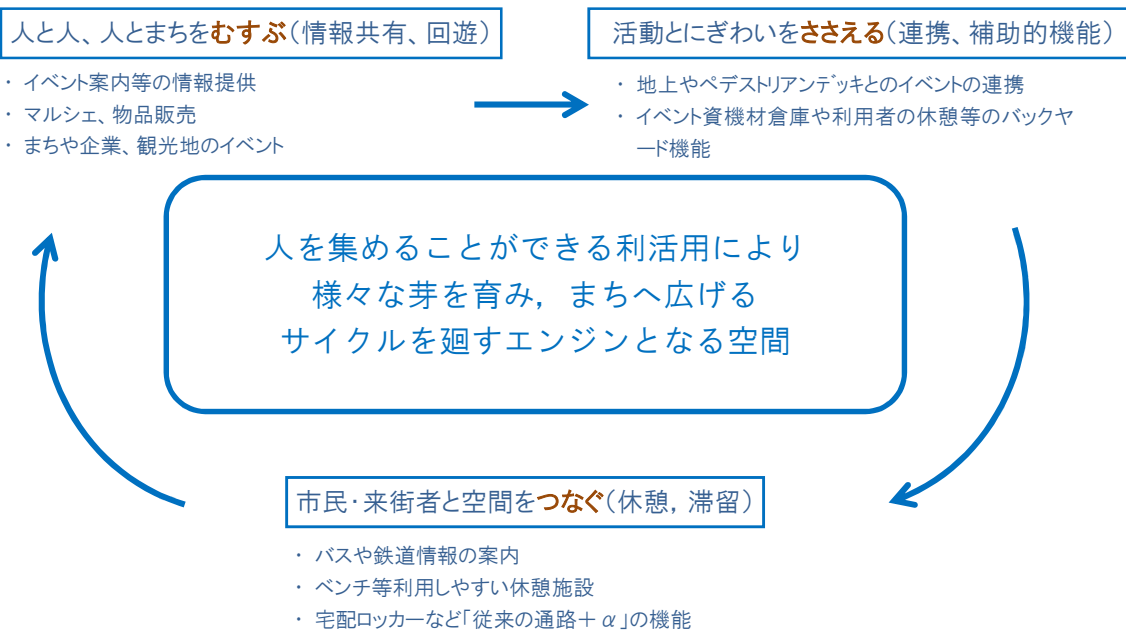 人と人、人とまちをむすぶ(情報共有、回遊)
・ イベント案内等の情報提供
・ マルシェ、物品販売
・ まちや企業、観光地のイベント
活動とにぎわいをささえる(連携、補助的機能)
・ 地上やペデストリアンデッキとのイベントの連携
・ イベント資機材倉庫や利用者の休憩等のバックヤ
ード機能
人を集めることができる利活用により
様々な芽を育み，まちへ広げる
サイクルを廻すエンジンとなる空間
市民・来街者と空間をつなぐ(休憩，滞留)
・ バスや鉄道情報の案内
・ ベンチ等利用しやすい休憩施設
・ 宅配ロッカーなど「従来の通路＋α」の機能